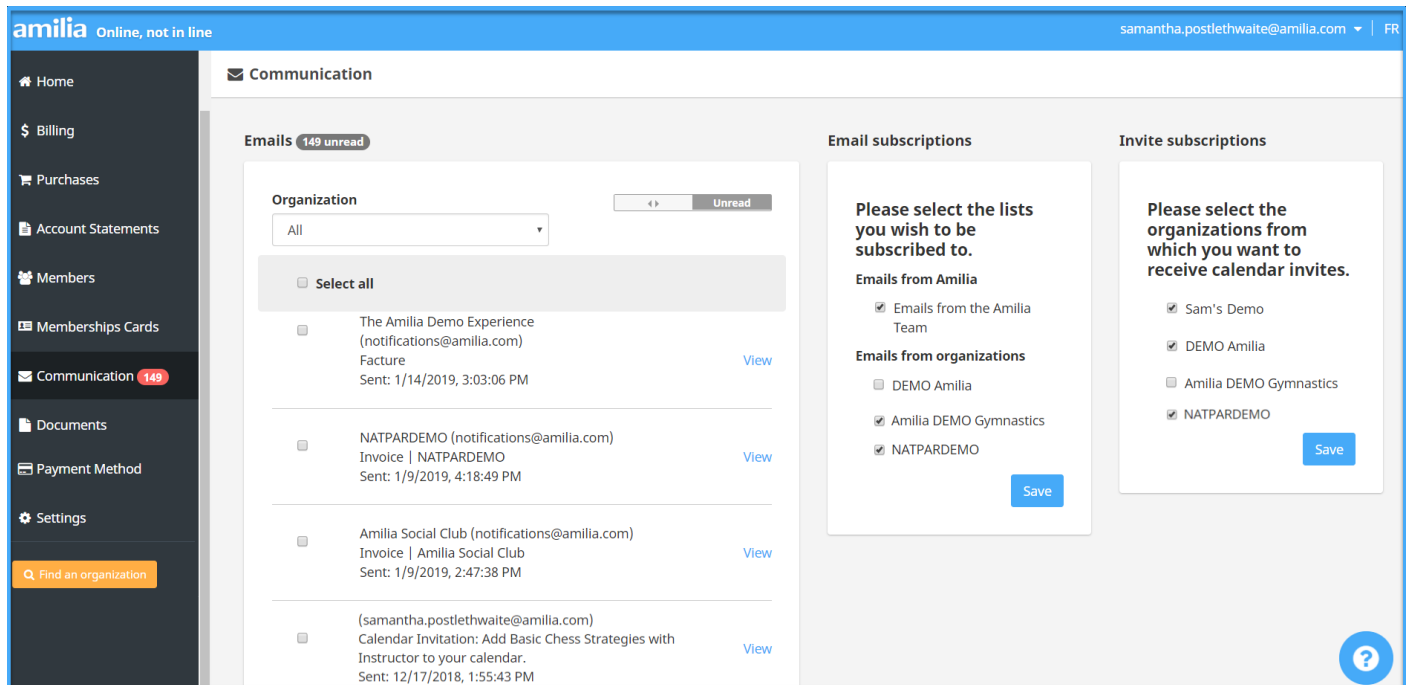 amilia Online, not in line
samantha.postlethwaite@amilia.com
FR
Home
Billing
Purchases
Account Statements
Members
Memberships Cards
Communication 149
Documents
Payment Method
Settings
Find an organization
Communication
Emails 149 unread
Organization
Unread
All
Select all
The Amilia Demo Experience
(notifications@amilia.com)
Facture
View
Sent: 1/14/2019, 3:03:06 PM
NATPARDEMO (notifications@amilia.com)
Invoice | NATPARDEMO
View
Sent: 1/9/2019, 4:18:49 PM
Amilia Social Club (notifications@amilia.com)
Invoice | Amilia Social Club
View
Sent: 1/9/2019, 2:47:38 PM
(samantha.postlethwaite@amilia.com)
Calendar Invitation: Add Basic Chess Strategies with
Instructor to your calendar.
View
Sent: 12/17/2018, 1:55:43 PM
Email subscriptions
Please select the lists
you wish to be
subscribed to.
Emails from Amilia
Emails from the Amilia
Team
Emails from organizations
DEMO Amilia
Amilia DEMO Gymnastics
NATPARDEMO
Save
Invite subscriptions
Please select the
organizations from
which you want to
receive calendar invites.
Sam's Demo
DEMO Amilia
Amilia DEMO Gymnastics
NATPARDEMO
Save
?